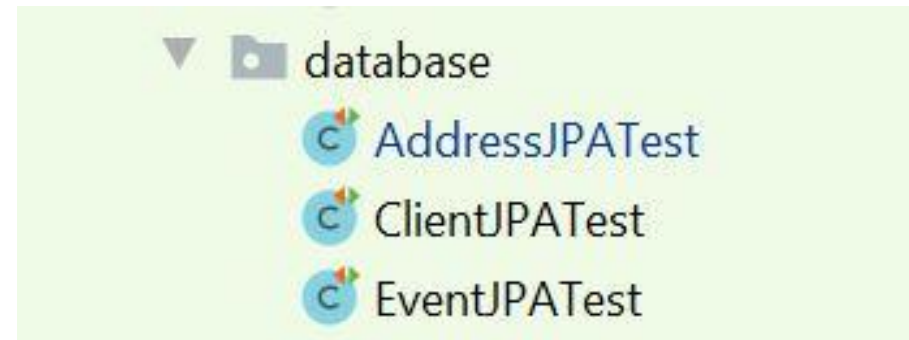 database
C AddressJPATest
C ClientJPATest
C EventJPATest